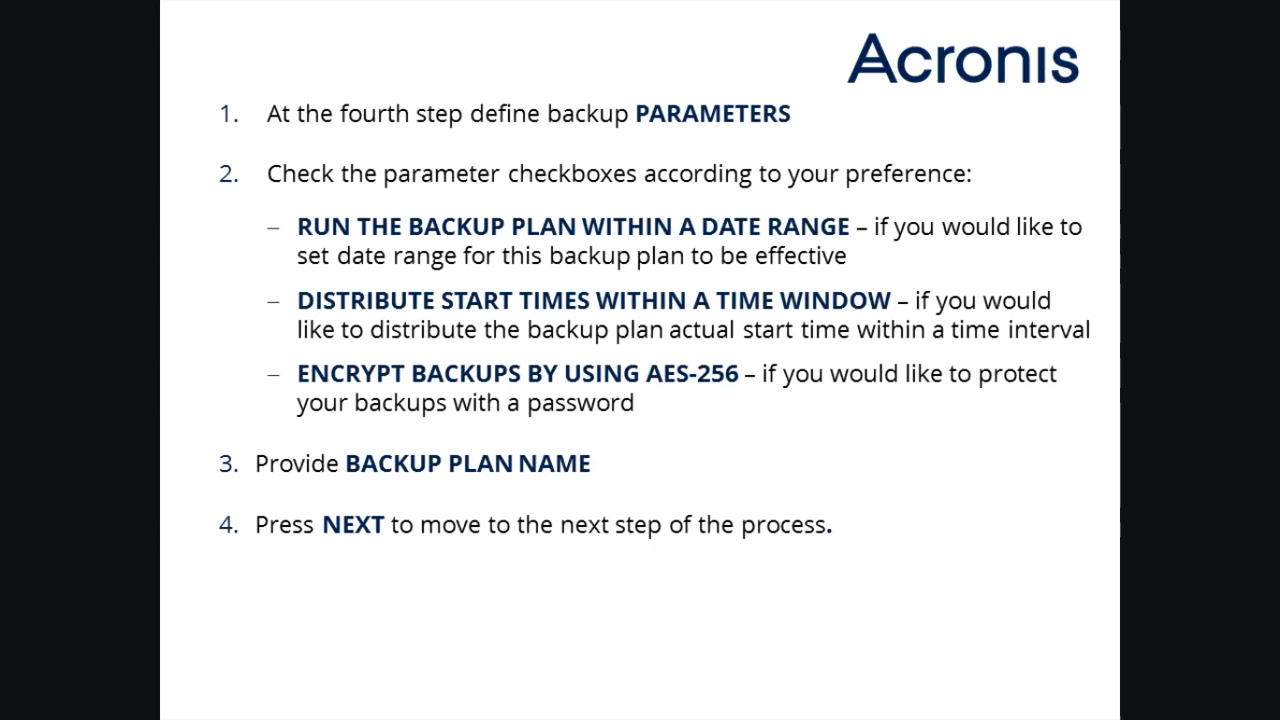 Acronis
1. At the fourth step define backup PARAMETERS
2. Check the parameter checkboxes according to your preference:
– RUN THE BACKUP PLAN WITHIN A DATE RANGE – if you would like to
set date range for this backup plan to be effective
– DISTRIBUTE START TIMES WITHIN A TIME WINDOW – if you would
like to distribute the backup plan actual start time within a time interval
– ENCRYPT BACKUPS BY USING AES-256 – if you would like to protect
your backups with a password
3. Provide BACKUP PLAN NAME
4. Press NEXT to move to the next step of the process.